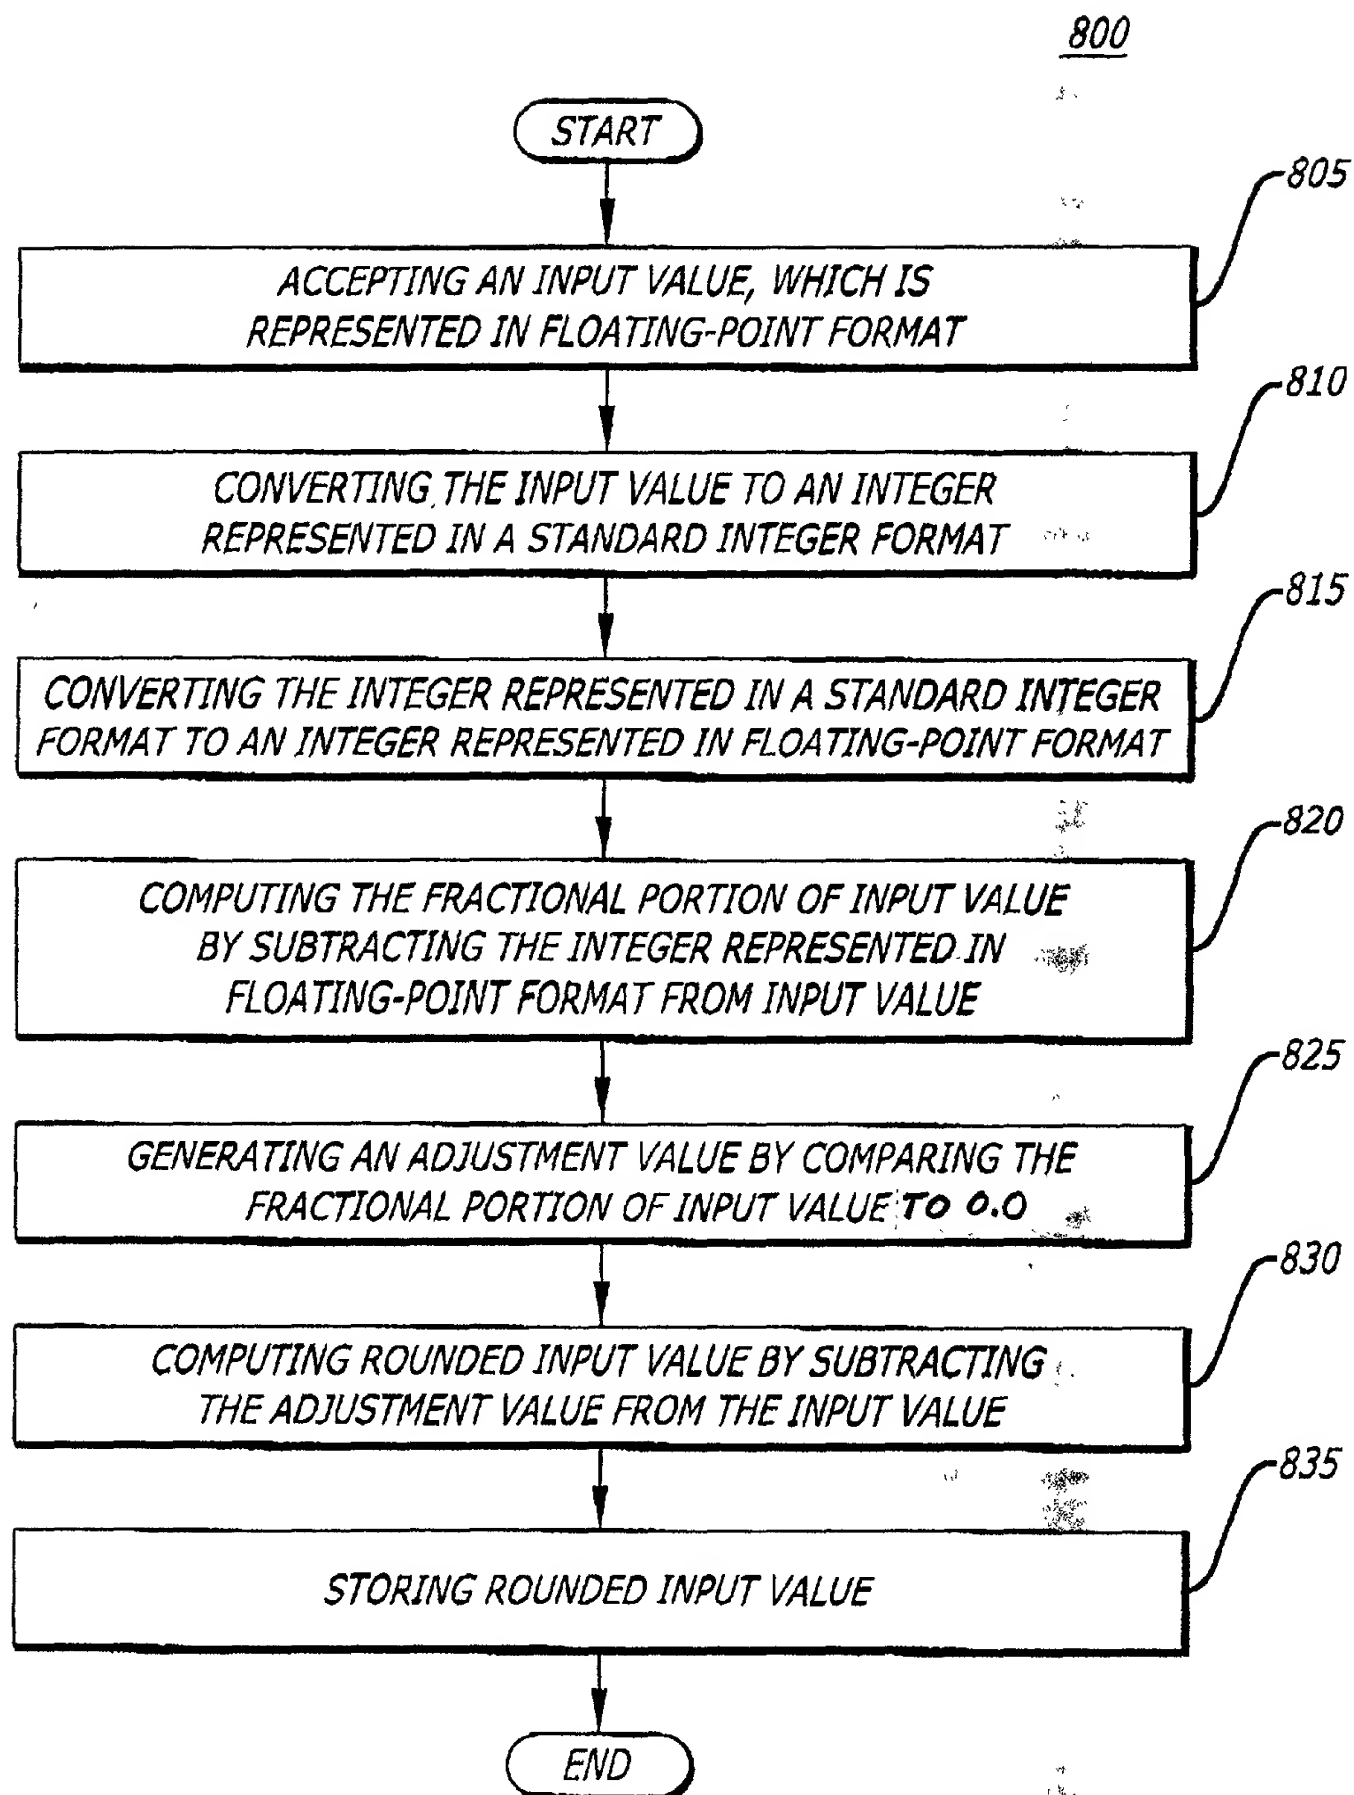 800
START
805
ACCEPTING AN INPUT VALUE, WHICH IS
REPRESENTED IN FLOATING-POINT FORMAT
810
CONVERTING THE INPUT VALUE TO AN INTEGER
REPRESENTED IN A STANDARD INTEGER FORMAT
815
CONVERTING THE INTEGER REPRESENTED IN A STANDARD INTEGER
FORMAT TO AN INTEGER REPRESENTED IN FLOATING-POINT FORMAT
820
COMPUTING THE FRACTIONAL PORTION OF INPUT VALUE
BY SUBTRACTING THE INTEGER REPRESENTED IN
FLOATING-POINT FORMAT FROM INPUT VALUE
825
GENERATING AN ADJUSTMENT VALUE BY COMPARING THE
FRACTIONAL PORTION OF INPUT VALUE TO 0.0
830
COMPUTING ROUNDED INPUT VALUE BY SUBTRACTING
THE ADJUSTMENT VALUE FROM THE INPUT VALUE
835
STORING ROUNDED INPUT VALUE
END